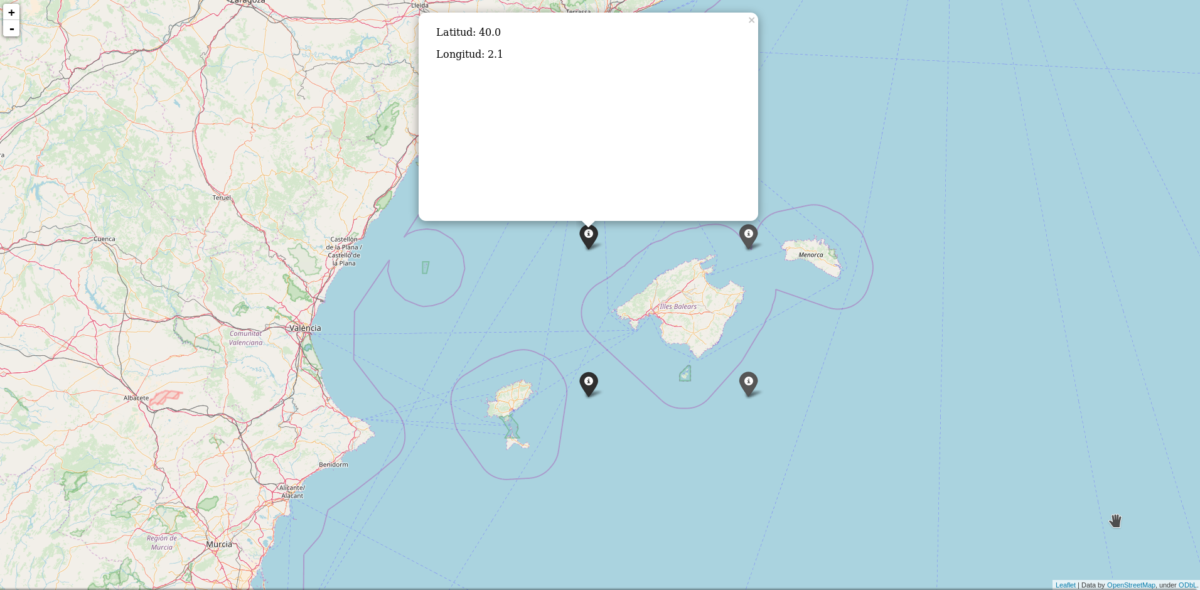 +
-
Lleida
×
Latitud: 40.0
Longitud: 2.1
Teruel
Cuenca
Castellón
de la Plana /
Castelló de
la Plana
Menorca
Illes Balears
València
Comunitat
Valenciana
Albacete
Benidorm
Alicante/
Alacant
Región de
Murcia
Murcia
Leaflet | Data by OpenStreetMap, under ODbL.